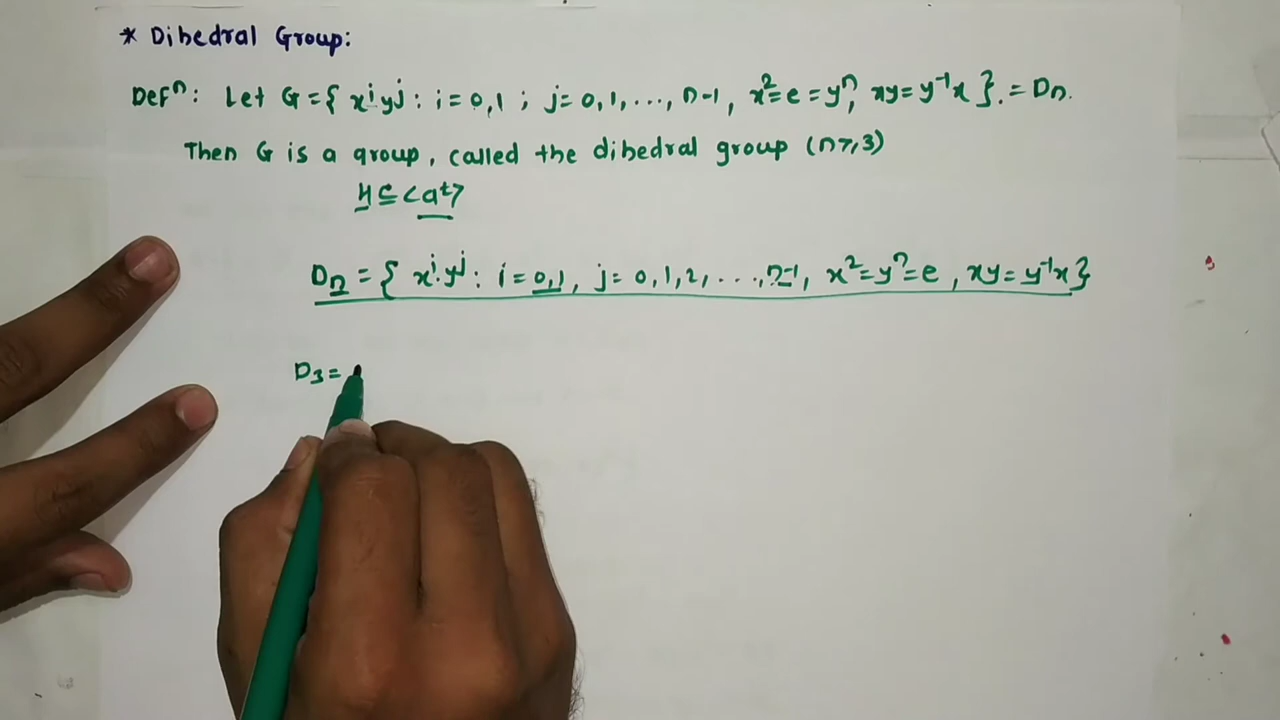 * Dihedral Group:
Defⁿ: Let G = { xⁱyʲ : i = 0,1 ; j = 0, 1, ..., n-1, x² = e = yⁿ, xy = y⁻¹x }. = Dn.
Then G is a group, called the dihedral group (n≥3)
H ⊆ <aᵗ>
Dn = { xⁱ.yʲ : i = 0,1, j = 0,1,2, ..., n-1, x² = yⁿ = e, xy = y⁻¹x }
D₃ =